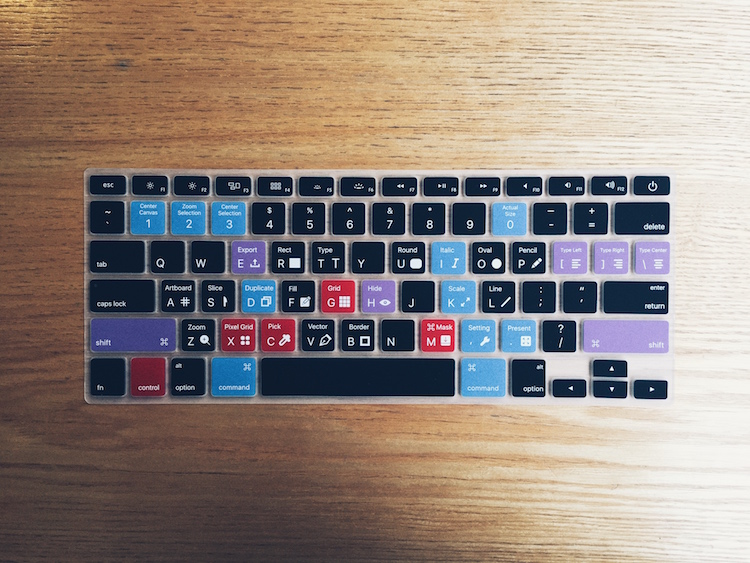 esc F1 F2 F3 F4 F5 F6 F7 F8 F9 F10 F11 F12
~ Center Zoom Center $ % ^ & * ( Actual — +
Canvas Selection Selection Size
` 1 2 3 4 5 6 7 8 9 0 - = delete
Export Rect Type Round Italic Oval Pencil Type Left Type Right Type Center
tab Q W E R T Y U I O P [ ] \
Artboard Slice Duplicate Fill Grid Hide Scale Line : "
caps lock A S D F G H J K L ; ' enter return
Zoom Pixel Grid Pick Vector Border ⌘ Mask Setting Present ?
shift ⌘ Z X C V B N M , . / ⌘ shift
alt ⌘ ⌘ alt
fn control option command command option